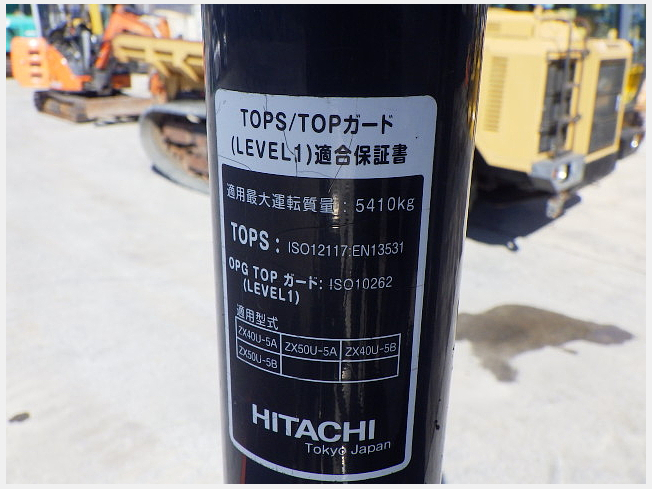 TOPS/TOPガード
(LEVEL1)適合保証書
適用最大運転質量: 5410kg
TOPS: ISO12117:EN13531
OPG TOP ガード: ISO10262
(LEVEL1)
適用型式
ZX40U-5A ZX50U-5A ZX40U-5B
ZX50U-5B
HITACHI
Tokyo Japan